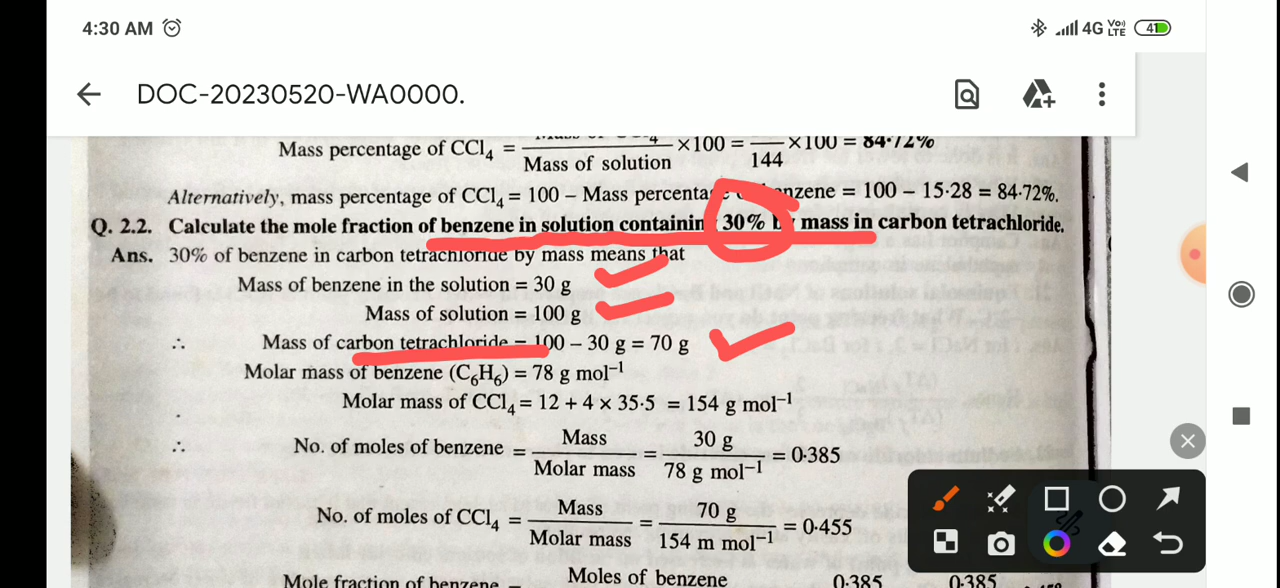 4:30 AM
4G Vo) LTE 41
DOC-20230520-WA0000.
Mass percentage of CCl₄ = / Mass of solution ×100 = / 144 ×100 = 84·72%
Alternatively, mass percentage of CCl₄ = 100 – Mass percentage nzene = 100 – 15·28 = 84·72%.
Q. 2.2. Calculate the mole fraction of benzene in solution containin 30% b mass in carbon tetrachloride.
Ans. 30% of benzene in carbon tetrachloride by mass means that
Mass of benzene in the solution = 30 g
Mass of solution = 100 g
∴ Mass of carbon tetrachloride = 100 – 30 g = 70 g
Molar mass of benzene (C₆H₆) = 78 g mol⁻¹
Molar mass of CCl₄ = 12 + 4 × 35·5 = 154 g mol⁻¹
∴ No. of moles of benzene = Mass / Molar mass = 30 g / 78 g mol⁻¹ = 0·385
No. of moles of CCl₄ = Mass / Molar mass = 70 g / 154 m mol⁻¹ = 0·455
Mole fraction of benzene = Moles of benzene 0·385 0·385